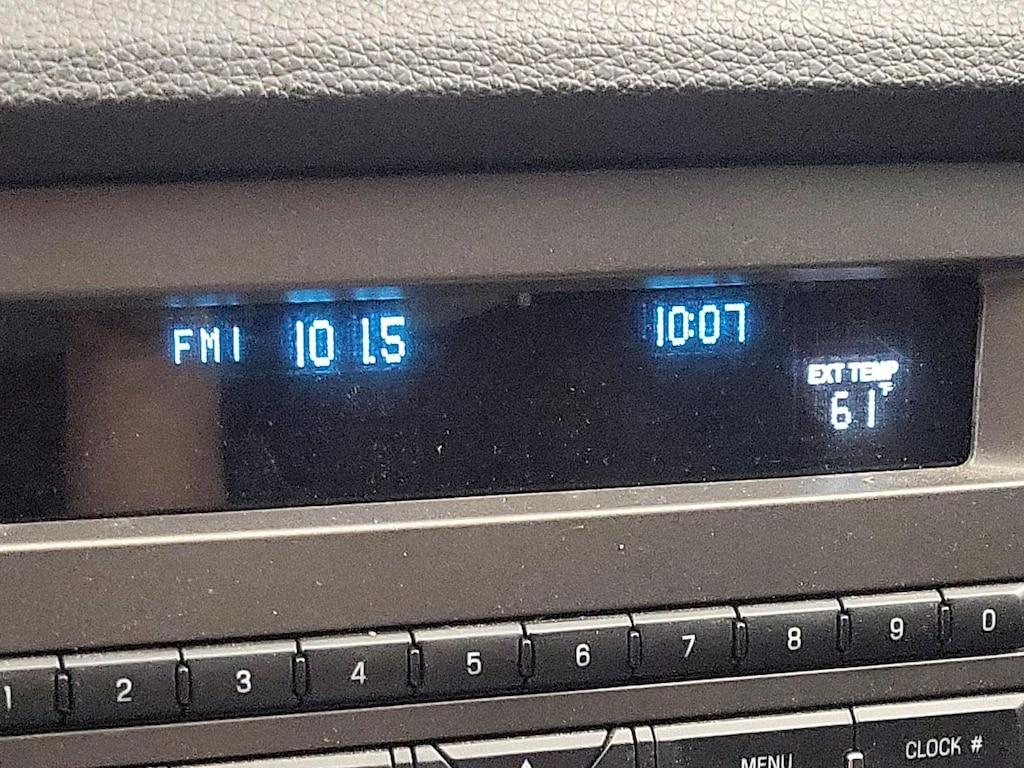 FM1 101.5 10:07
EXT TEMP
61°F
1 2 3 4 5 6 7 8 9 0
MENU CLOCK #